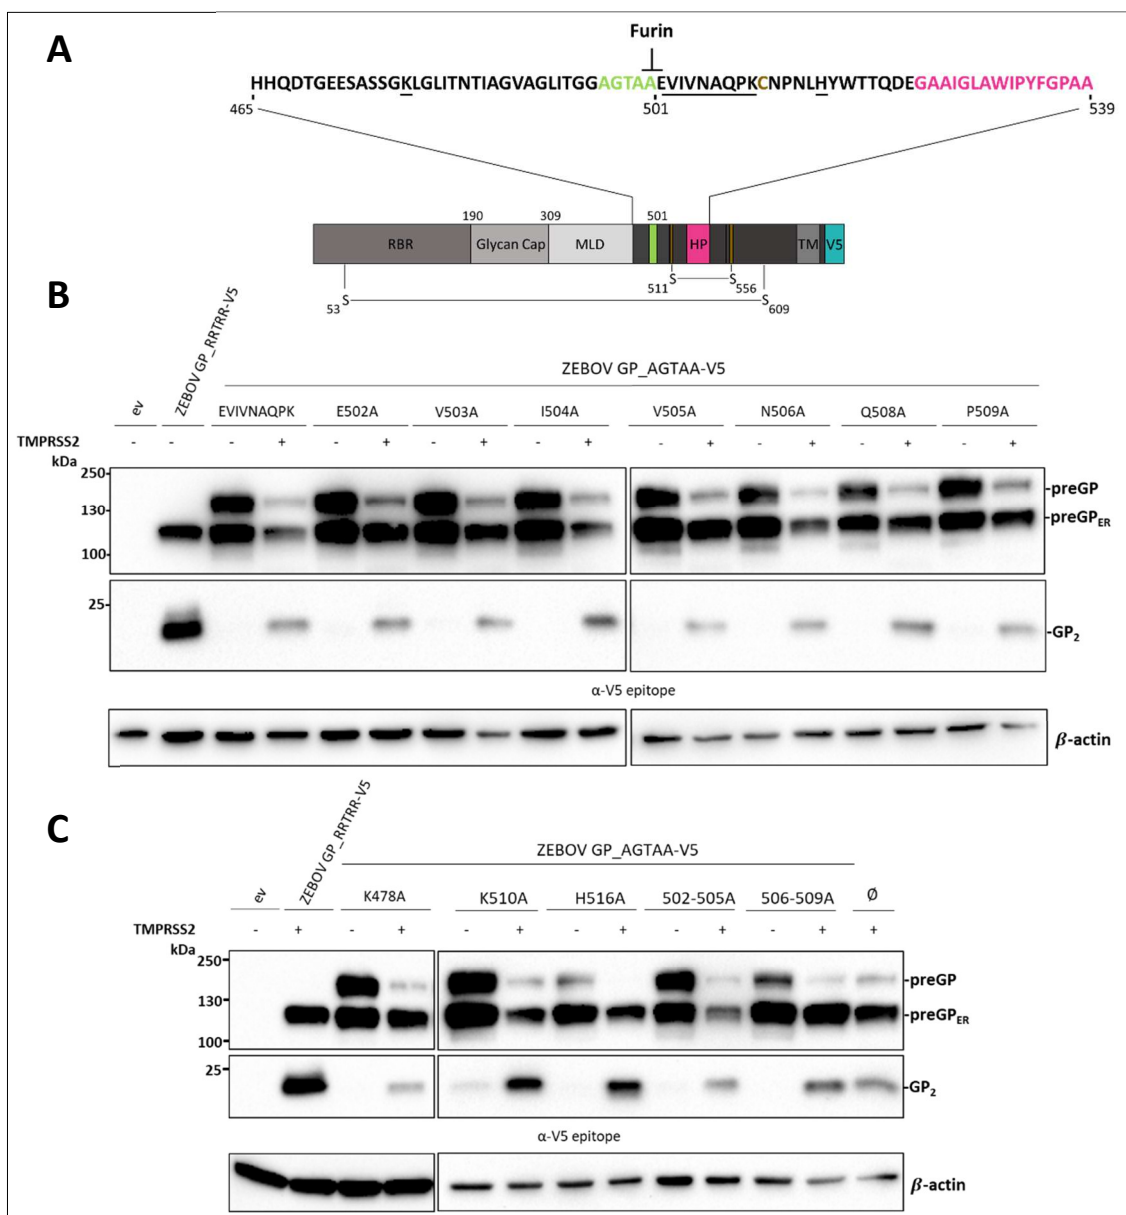 A
Furin
HHQDTGEESASSGKLGLITNTIAGVAGLITGGAGTAAEVIVNAQPKCNPNLHYWTTQDEGAAIGLAWIPYFGPAA
465 501 539
190 309 501
RBR Glycan Cap MLD HP TM V5
S S
511 556
S S
53 609
B
ev ZEBOV GP_RRTRR-V5 ZEBOV GP_AGTAA-V5
EVIVNAQPK E502A V503A I504A V505A N506A Q508A P509A
TMPRSS2 - - - + - + - + - + - + - + - + - +
kDa
250 -preGP
130 -preGPER
100
25 -GP2
α-V5 epitope
β-actin
C
ev ZEBOV GP_RRTRR-V5 ZEBOV GP_AGTAA-V5
K478A K510A H516A 502-505A 506-509A Ø
TMPRSS2 - + - + - + - + - + - + +
kDa
250 -preGP
130 -preGPER
100
25 -GP2
α-V5 epitope
β-actin